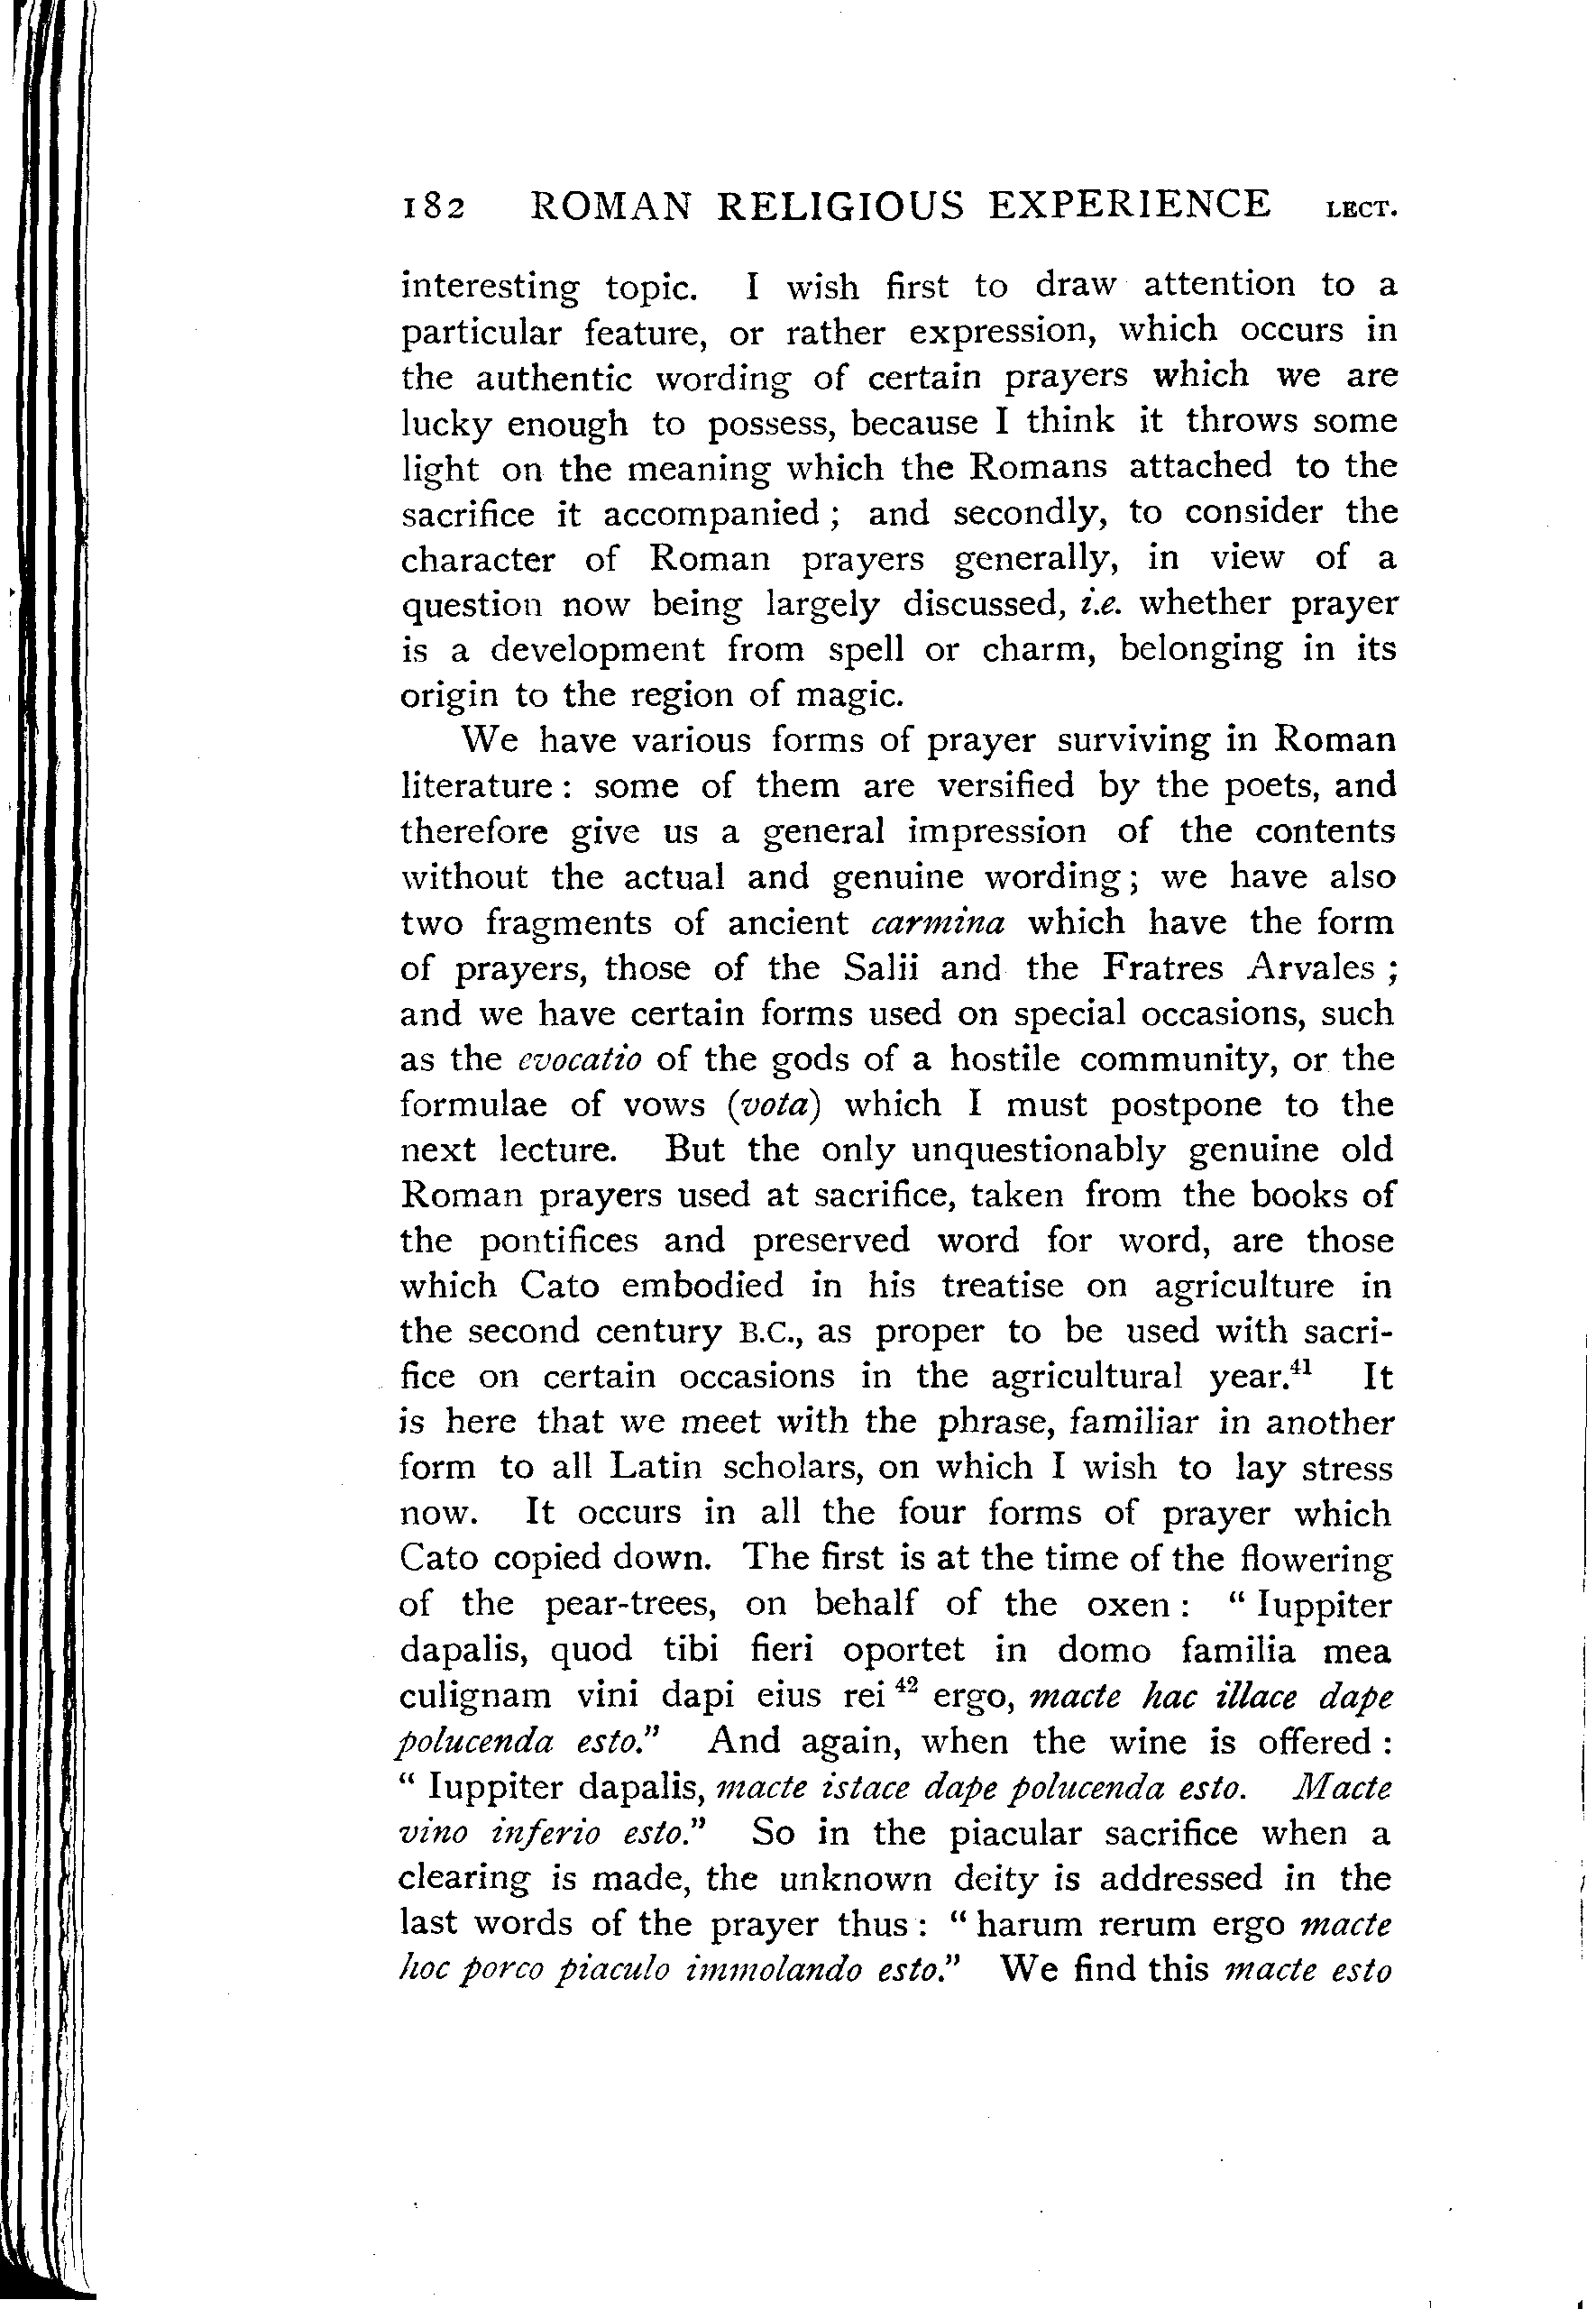 182 ROMAN RELIGIOUS EXPERIENCE LECT.
interesting topic. I wish first to draw attention to a
particular feature, or rather expression, which occurs in
the authentic wording of certain prayers which we are
lucky enough to possess, because I think it throws some
light on the meaning which the Romans attached to the
sacrifice it accompanied ; and secondly, to consider the
character of Roman prayers generally, in view of a
question now being largely discussed, i.e. whether prayer
is a development from spell or charm, belonging in its
origin to the region of magic.
We have various forms of prayer surviving in Roman
literature : some of them are versified by the poets, and
therefore give us a general impression of the contents
without the actual and genuine wording ; we have also
two fragments of ancient carmina which have the form
of prayers, those of the Salii and the Fratres Arvales ;
and we have certain forms used on special occasions, such
as the evocatio of the gods of a hostile community, or the
formulae of vows (vota) which I must postpone to the
next lecture. But the only unquestionably genuine old
Roman prayers used at sacrifice, taken from the books of
the pontifices and preserved word for word, are those
which Cato embodied in his treatise on agriculture in
the second century B.C., as proper to be used with sacri-
fice on certain occasions in the agricultural year.⁴¹ It
is here that we meet with the phrase, familiar in another
form to all Latin scholars, on which I wish to lay stress
now. It occurs in all the four forms of prayer which
Cato copied down. The first is at the time of the flowering
of the pear-trees, on behalf of the oxen : “ Iuppiter
dapalis, quod tibi fieri oportet in domo familia mea
culignam vini dapi eius rei ⁴² ergo, macte hac illace dape
polucenda esto.” And again, when the wine is offered :
“ Iuppiter dapalis, macte istace dape polucenda esto. Macte
vino inferio esto.” So in the piacular sacrifice when a
clearing is made, the unknown deity is addressed in the
last words of the prayer thus : “ harum rerum ergo macte
hoc porco piaculo immolando esto.” We find this macte esto